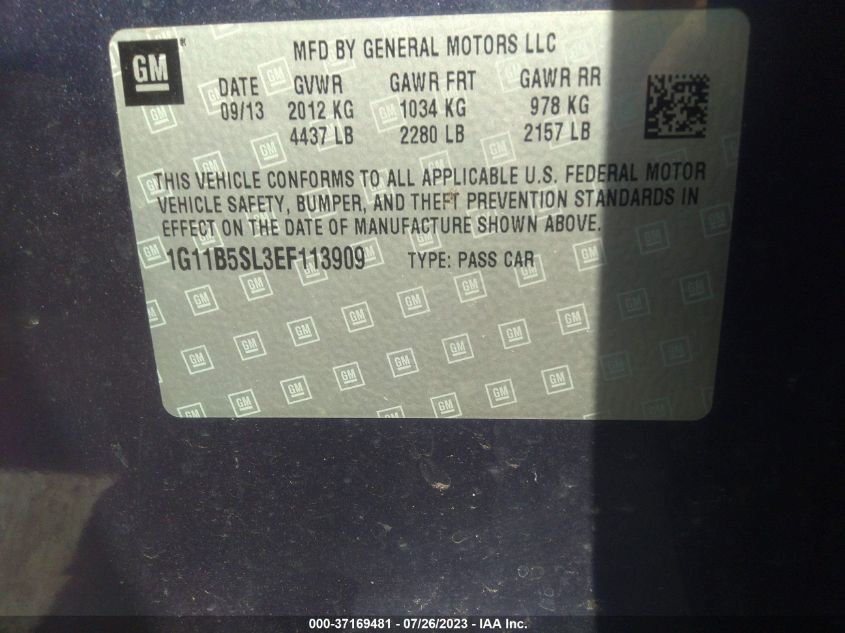 GM ® MFD BY GENERAL MOTORS LLC
DATE GVWR GAWR FRT GAWR RR
09/13 2012 KG 1034 KG 978 KG
4437 LB 2280 LB 2157 LB
THIS VEHICLE CONFORMS TO ALL APPLICABLE U.S. FEDERAL MOTOR
VEHICLE SAFETY, BUMPER, AND THEFT PREVENTION STANDARDS IN
EFFECT ON THE DATE OF MANUFACTURE SHOWN ABOVE.
1G11B5SL3EF113909 TYPE: PASS CAR
000-37169481 - 07/26/2023 - IAA Inc.